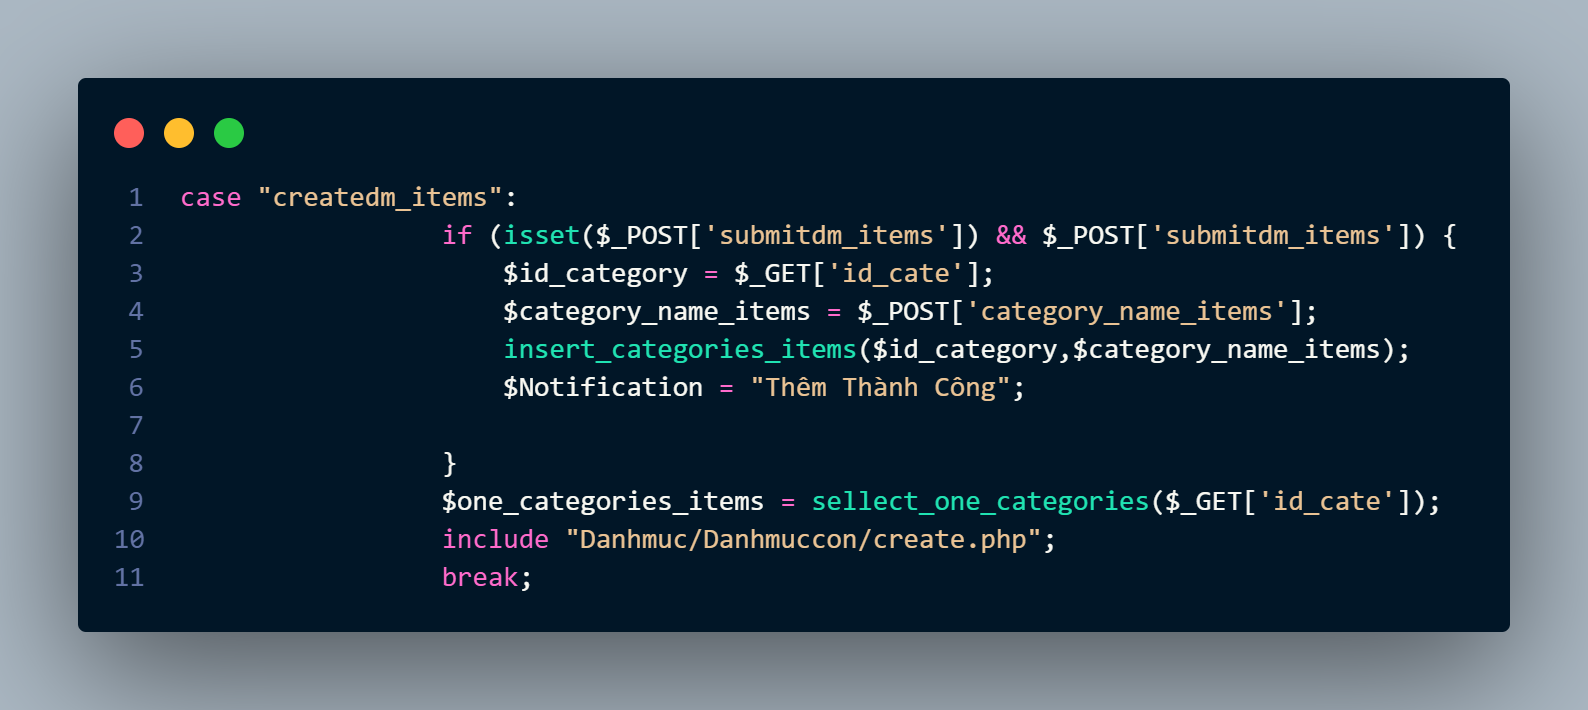 1 case "createdm_items":
2 if (isset($_POST['submitdm_items']) && $_POST['submitdm_items']) {
3 $id_category = $_GET['id_cate'];
4 $category_name_items = $_POST['category_name_items'];
5 insert_categories_items($id_category,$category_name_items);
6 $Notification = "Thêm Thành Công";
7
8 }
9 $one_categories_items = sellect_one_categories($_GET['id_cate']);
10 include "Danhmuc/Danhmuccon/create.php";
11 break;